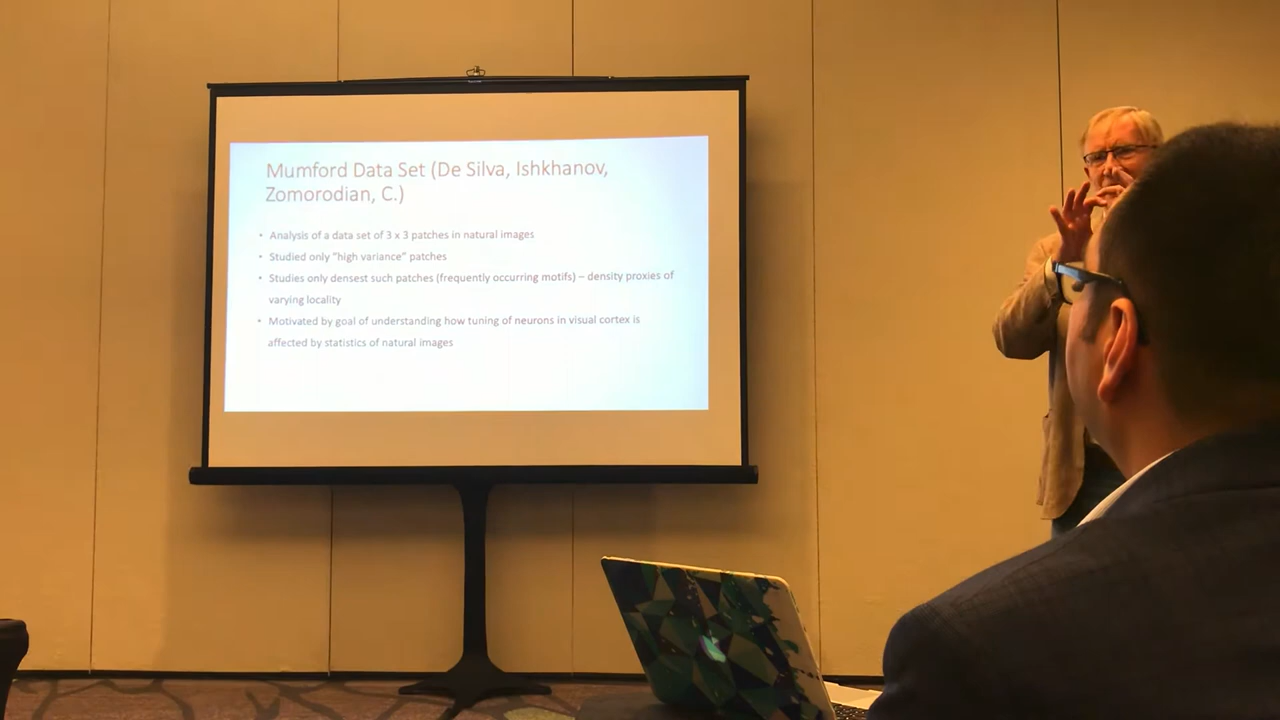 Mumford Data Set (De Silva, Ishkhanov,
Zomorodian, C.)
• Analysis of a data set of 3 x 3 patches in natural images
• Studied only "high variance" patches
• Studies only densest such patches (frequently occurring motifs) – density proxies of
varying locality
• Motivated by goal of understanding how tuning of neurons in visual cortex is
affected by statistics of natural images